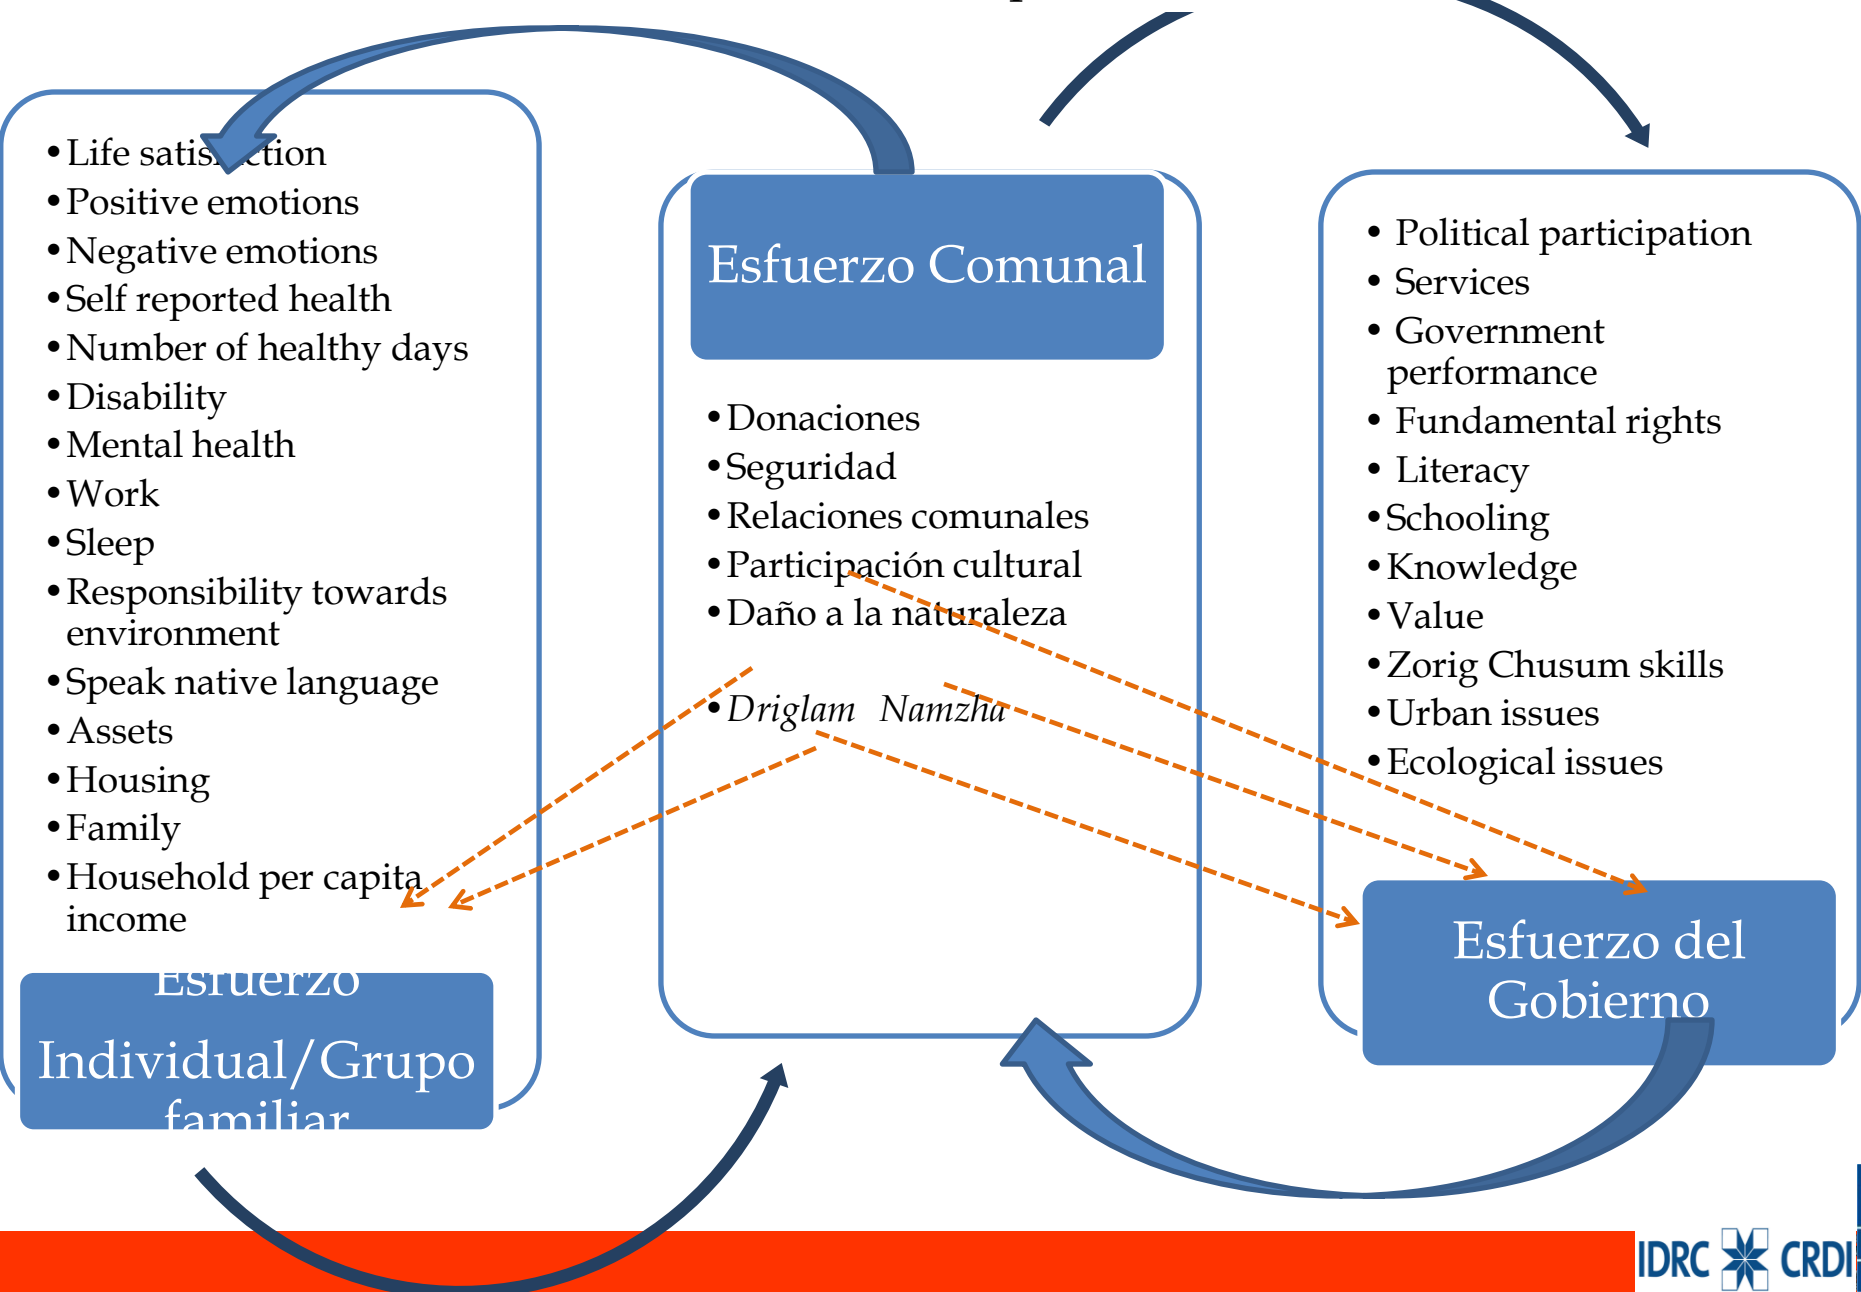 •Life satisfaction
•Positive emotions
•Negative emotions
•Self reported health
•Number of healthy days
•Disability
•Mental health
•Work
•Sleep
•Responsibility towards
environment
•Speak native language
•Assets
•Housing
•Family
•Household per capita
income
Esfuerzo
Individual/Grupo
familiar
Esfuerzo Comunal
•Donaciones
•Seguridad
•Relaciones comunales
•Participación cultural
•Daño a la naturaleza
•Driglam Namzha
• Political participation
• Services
• Government
performance
• Fundamental rights
• Literacy
•Schooling
•Knowledge
•Value
•Zorig Chusum skills
•Urban issues
•Ecological issues
Esfuerzo del
Gobierno
IDRC CRDI